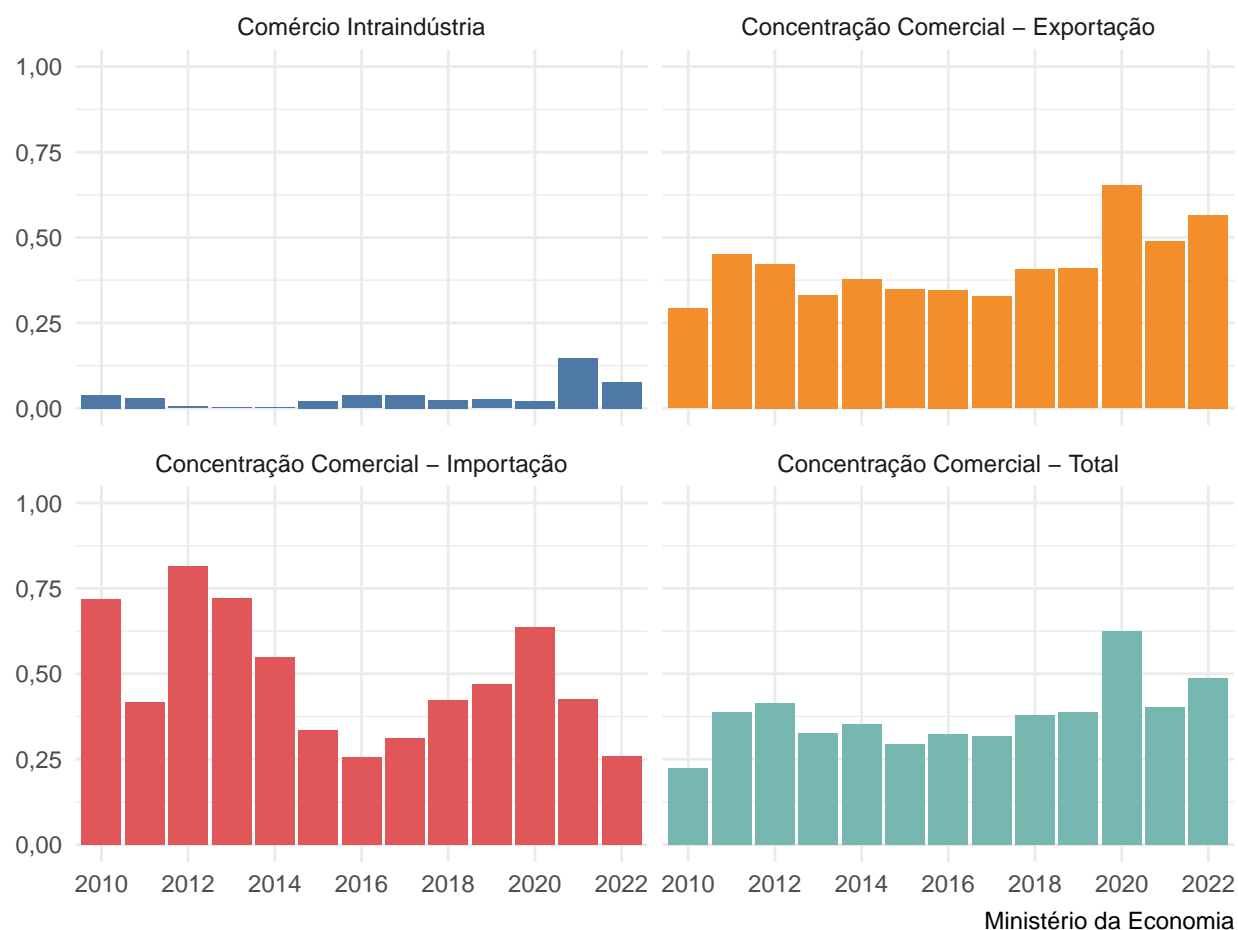 Comércio Intraindústria
Concentração Comercial – Exportação
1,00
0,75
0,50
0,25
0,00
Concentração Comercial – Importação
Concentração Comercial – Total
1,00
0,75
0,50
0,25
0,00
2010 2012 2014 2016 2018 2020 2022
2010 2012 2014 2016 2018 2020 2022
Ministério da Economia